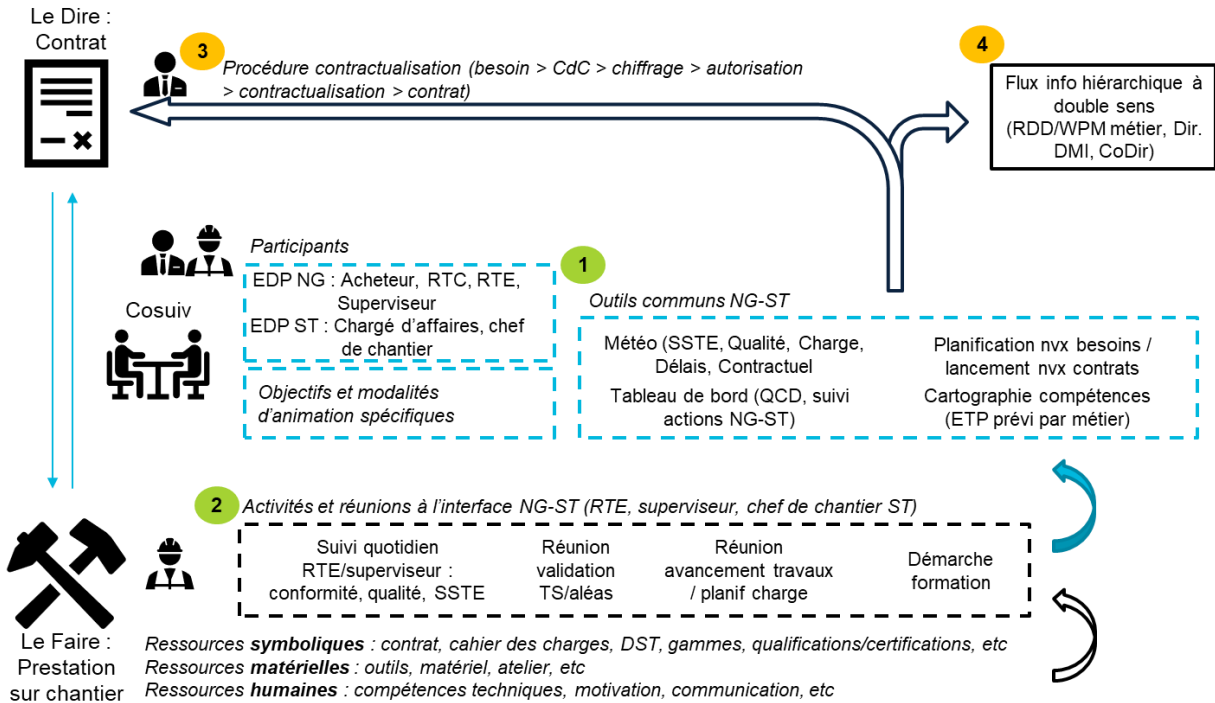 Le Dire :
Contrat
3
Procédure contractualisation (besoin > CdC > chiffrage > autorisation
> contractualisation > contrat)
4
Flux info hiérarchique à
double sens
(RDD/WPM métier, Dir.
DMI, CoDir)
Participants
EDP NG : Acheteur, RTC, RTE,
Superviseur
EDP ST : Chargé d’affaires, chef
de chantier
Cosuiv
Objectifs et modalités
d’animation spécifiques
1
Outils communs NG-ST
Météo (SSTE, Qualité, Charge,
Délais, Contractuel
Tableau de bord (QCD, suivi
actions NG-ST)
Planification nvx besoins /
lancement nvx contrats
Cartographie compétences
(ETP prévi par métier)
2
Activités et réunions à l’interface NG-ST (RTE, superviseur, chef de chantier ST)
Suivi quotidien
RTE/superviseur :
conformité, qualité, SSTE
Réunion
validation
TS/aléas
Réunion
avancement travaux
/ planif charge
Démarche
formation
Le Faire :
Prestation
sur chantier
Ressources symboliques : contrat, cahier des charges, DST, gammes, qualifications/certifications, etc
Ressources matérielles : outils, matériel, atelier, etc
Ressources humaines : compétences techniques, motivation, communication, etc